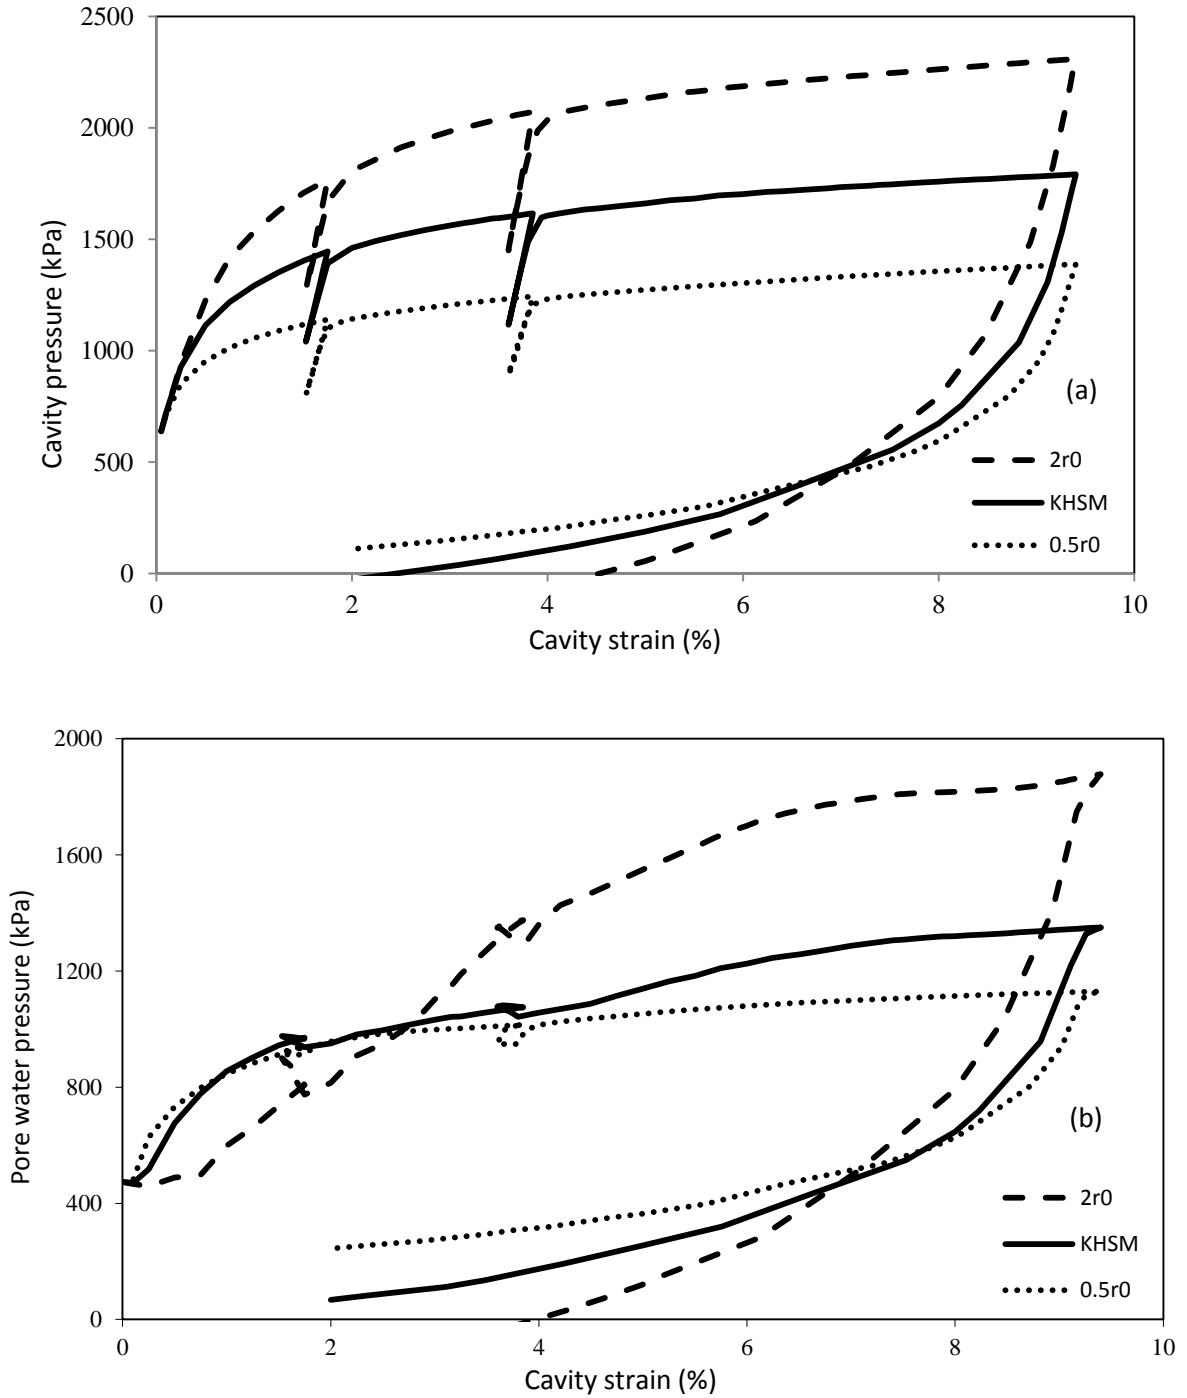 2500
2000
1500
1000
500
0
Cavity pressure (kPa)
(a)
2r0
KHSM
0.5r0
0 2 4 6 8 10
Cavity strain (%)
2000
1600
1200
800
400
0
Pore water pressure (kPa)
(b)
2r0
KHSM
0.5r0
0 2 4 6 8 10
Cavity strain (%)